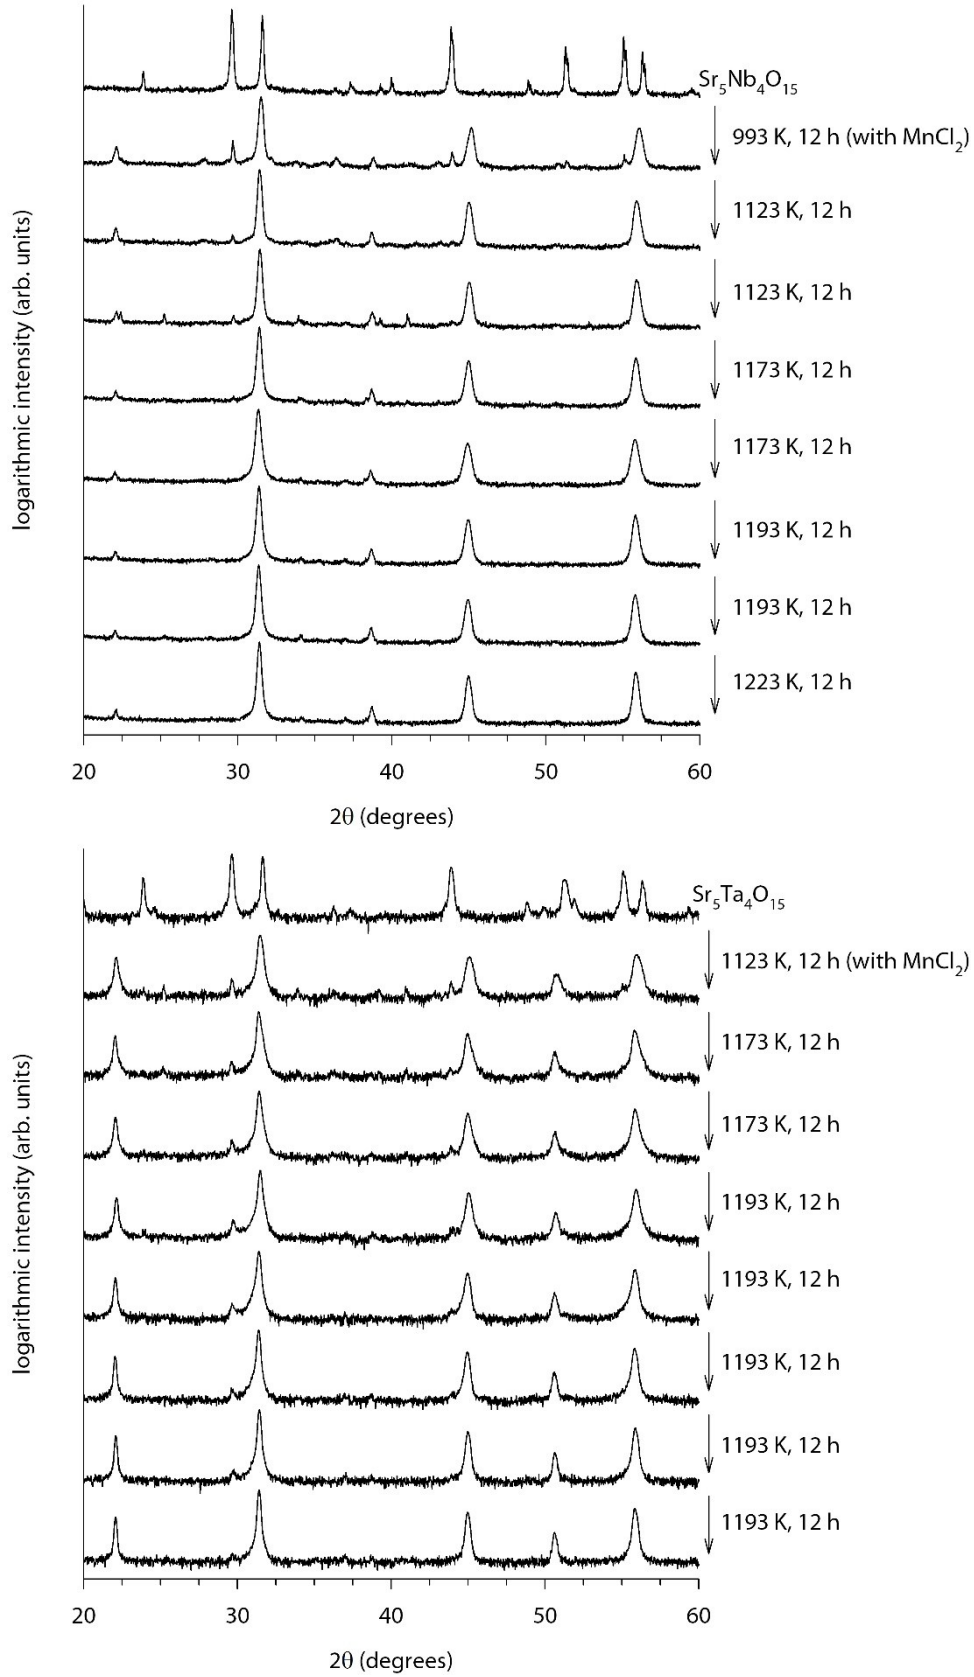 Sr₅Nb₄O₁₅
993 K, 12 h (with MnCl₂)
1123 K, 12 h
1123 K, 12 h
1173 K, 12 h
1173 K, 12 h
1193 K, 12 h
1193 K, 12 h
1223 K, 12 h
logarithmic intensity (arb. units)
20 30 40 50 60
2θ (degrees)
Sr₅Ta₄O₁₅
1123 K, 12 h (with MnCl₂)
1173 K, 12 h
1173 K, 12 h
1193 K, 12 h
1193 K, 12 h
1193 K, 12 h
1193 K, 12 h
1193 K, 12 h
logarithmic intensity (arb. units)
20 30 40 50 60
2θ (degrees)